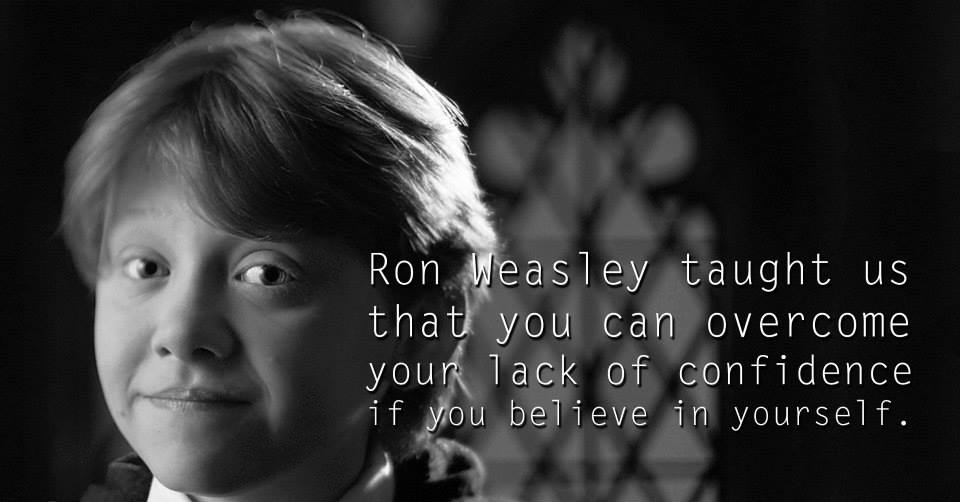 Ron Weasley taught us
that you can overcome
your lack of confidence
if you believe in yourself.